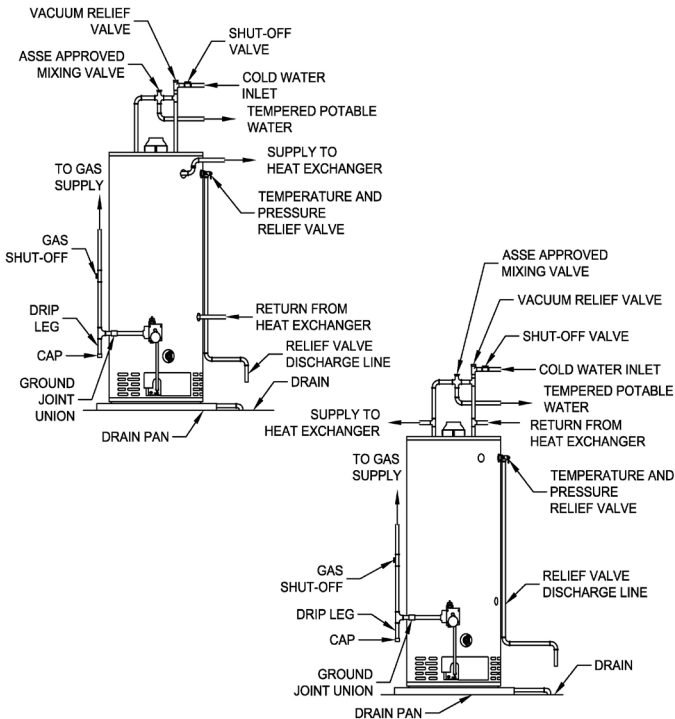 VACUUM RELIEF
VALVE
SHUT-OFF
VALVE
ASSE APPROVED
MIXING VALVE
COLD WATER
INLET
TEMPERED POTABLE
WATER
SUPPLY TO
HEAT EXCHANGER
TO GAS
SUPPLY
TEMPERATURE AND
PRESSURE
RELIEF VALVE
GAS
SHUT-OFF
DRIP
LEG
RETURN FROM
HEAT EXCHANGER
CAP
RELIEF VALVE
DISCHARGE LINE
GROUND
JOINT
UNION
DRAIN
DRAIN PAN
ASSE APPROVED
MIXING VALVE
VACUUM RELIEF VALVE
SHUT-OFF VALVE
COLD WATER INLET
TEMPERED POTABLE
WATER
SUPPLY TO
HEAT EXCHANGER
RETURN FROM
HEAT EXCHANGER
TO GAS
SUPPLY
TEMPERATURE AND
PRESSURE
RELIEF VALVE
GAS
SHUT-OFF
RELIEF VALVE
DISCHARGE LINE
DRIP LEG
CAP
GROUND
JOINT UNION
DRAIN
DRAIN PAN